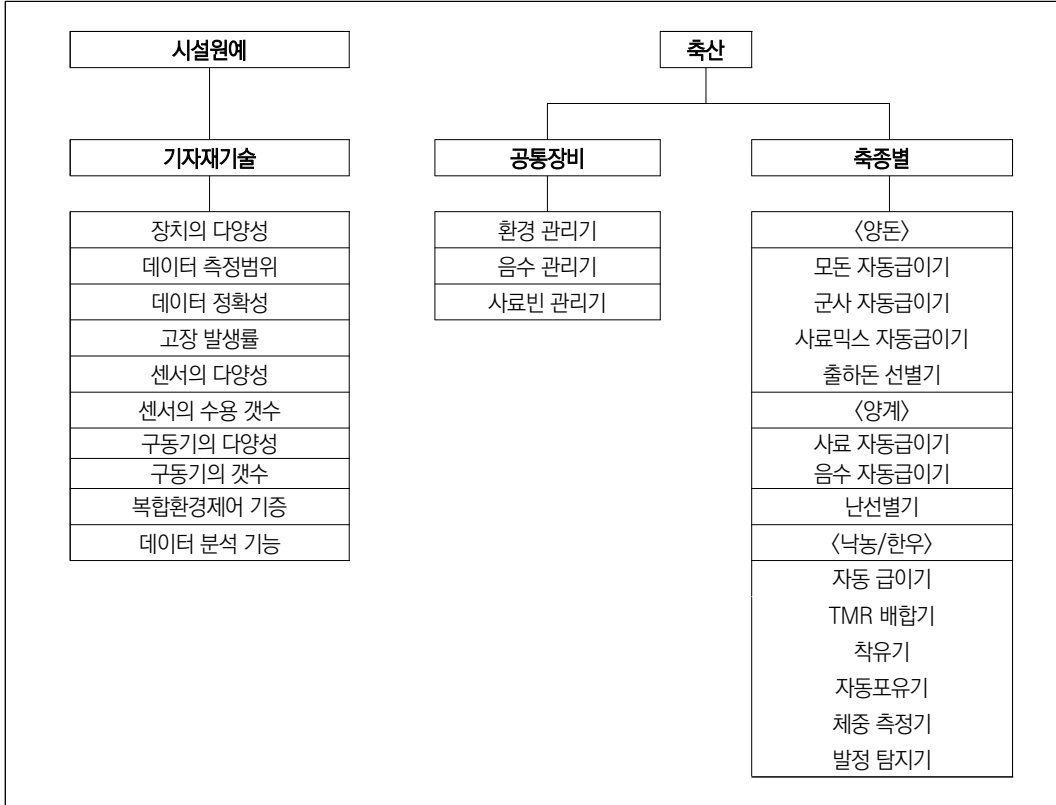 시설원예
기자재기술
장치의 다양성
데이터 측정범위
데이터 정확성
고장 발생률
센서의 다양성
센서의 수용 갯수
구동기의 다양성
구동기의 갯수
복합환경제어 기증
데이터 분석 기능
축산
공통장비
환경 관리기
음수 관리기
사료빈 관리기
축종별
〈양돈〉
모돈 자동급이기
군사 자동급이기
사료믹스 자동급이기
출하돈 선별기
〈양계〉
사료 자동급이기
음수 자동급이기
난선별기
〈낙농/한우〉
자동 급이기
TMR 배합기
착유기
자동포유기
체중 측정기
발정 탐지기